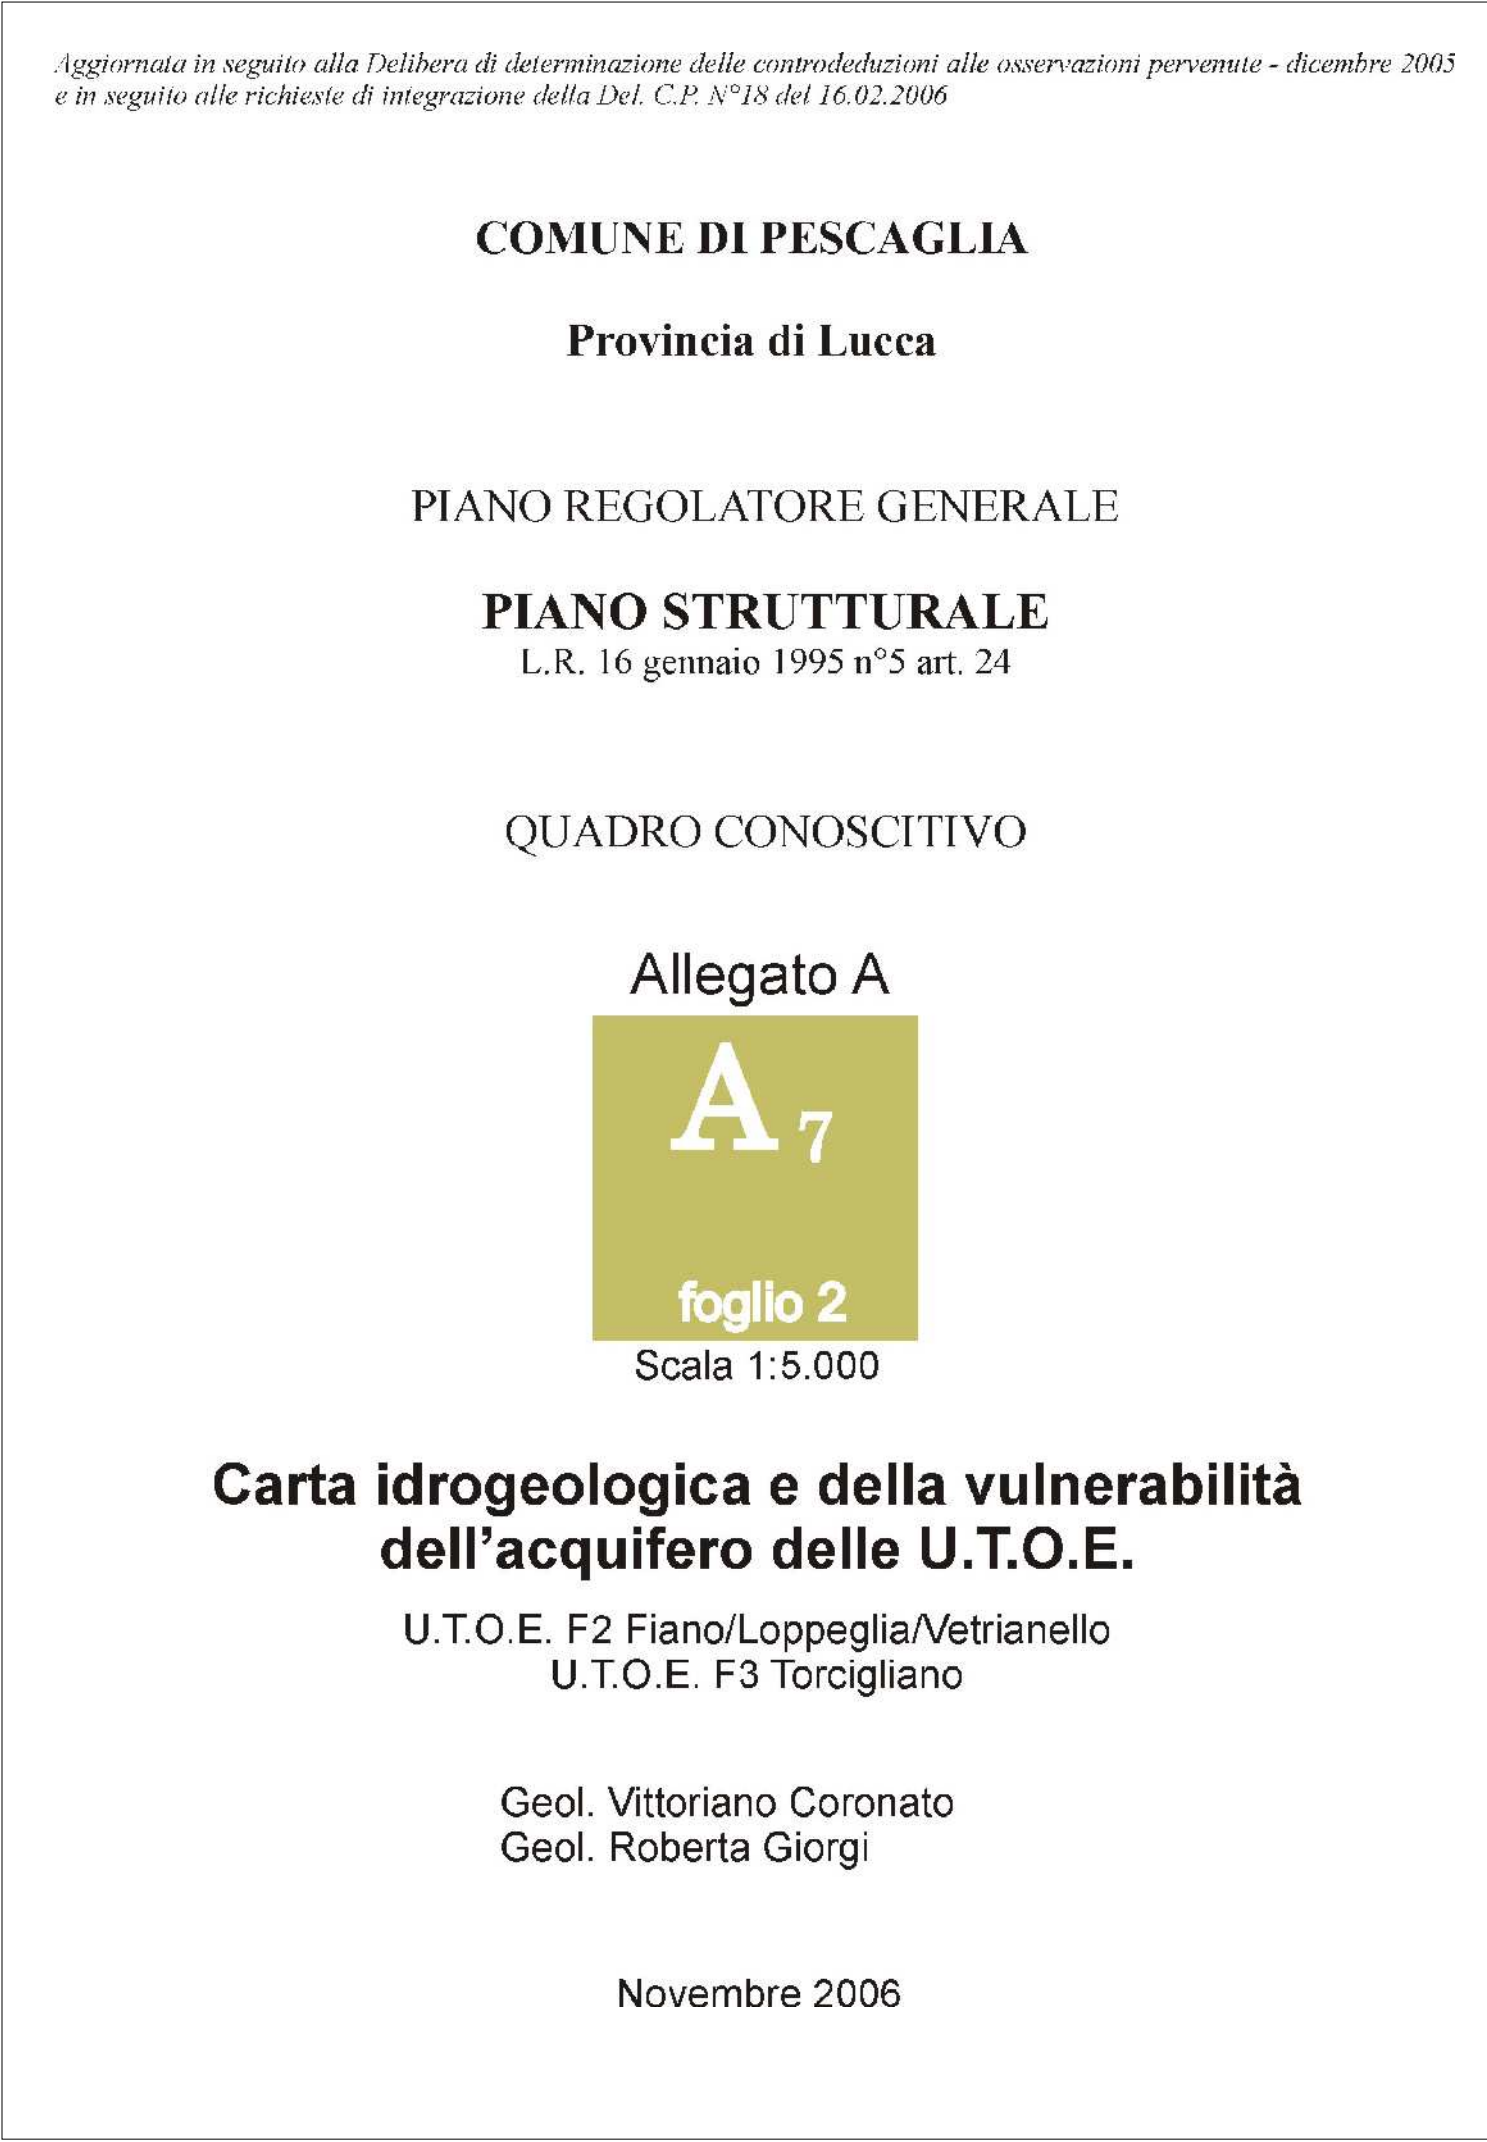 Aggiornata in seguito alla Delibera di determinazione delle controdeduzioni alle osservazioni pervenute - dicembre 2005
e in seguito alle richieste di integrazione della Del. C.P. N°18 del 16.02.2006
COMUNE DI PESCAGLIA
Provincia di Lucca
PIANO REGOLATORE GENERALE
PIANO STRUTTURALE
L.R. 16 gennaio 1995 n°5 art. 24
QUADRO CONOSCITIVO
Allegato A
A 7
foglio 2
Scala 1:5.000
Carta idrogeologica e della vulnerabilità
dell'acquifero delle U.T.O.E.
U.T.O.E. F2 Fiano/Loppeglia/Vetrianello
U.T.O.E. F3 Torcigliano
Geol. Vittoriano Coronato
Geol. Roberta Giorgi
Novembre 2006